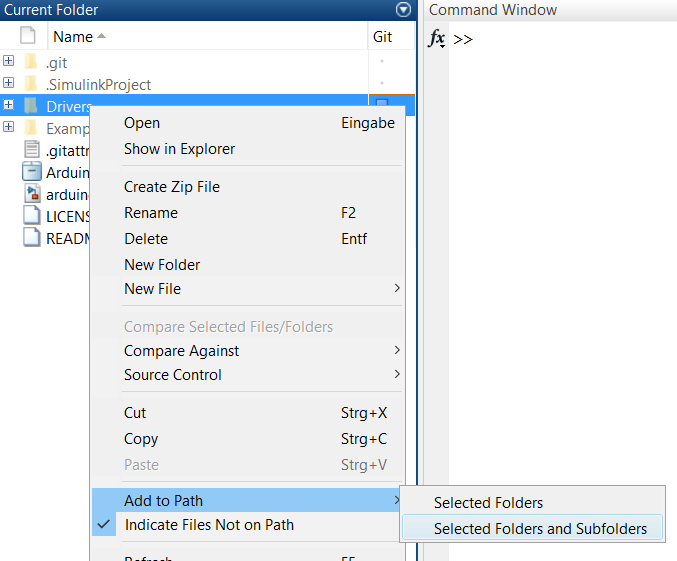 Current Folder
Command Window
Name
Git
fx >>
.git
.SimulinkProject
Drivers
Examp
.gitattr
Arduin
arduin
LICENS
READM
Open Eingabe
Show in Explorer
Create Zip File
Rename F2
Delete Entf
New Folder
New File
Compare Selected Files/Folders
Compare Against
Source Control
Cut Strg+X
Copy Strg+C
Paste Strg+V
Add to Path
Selected Folders
Indicate Files Not on Path
Selected Folders and Subfolders
Refresh F5